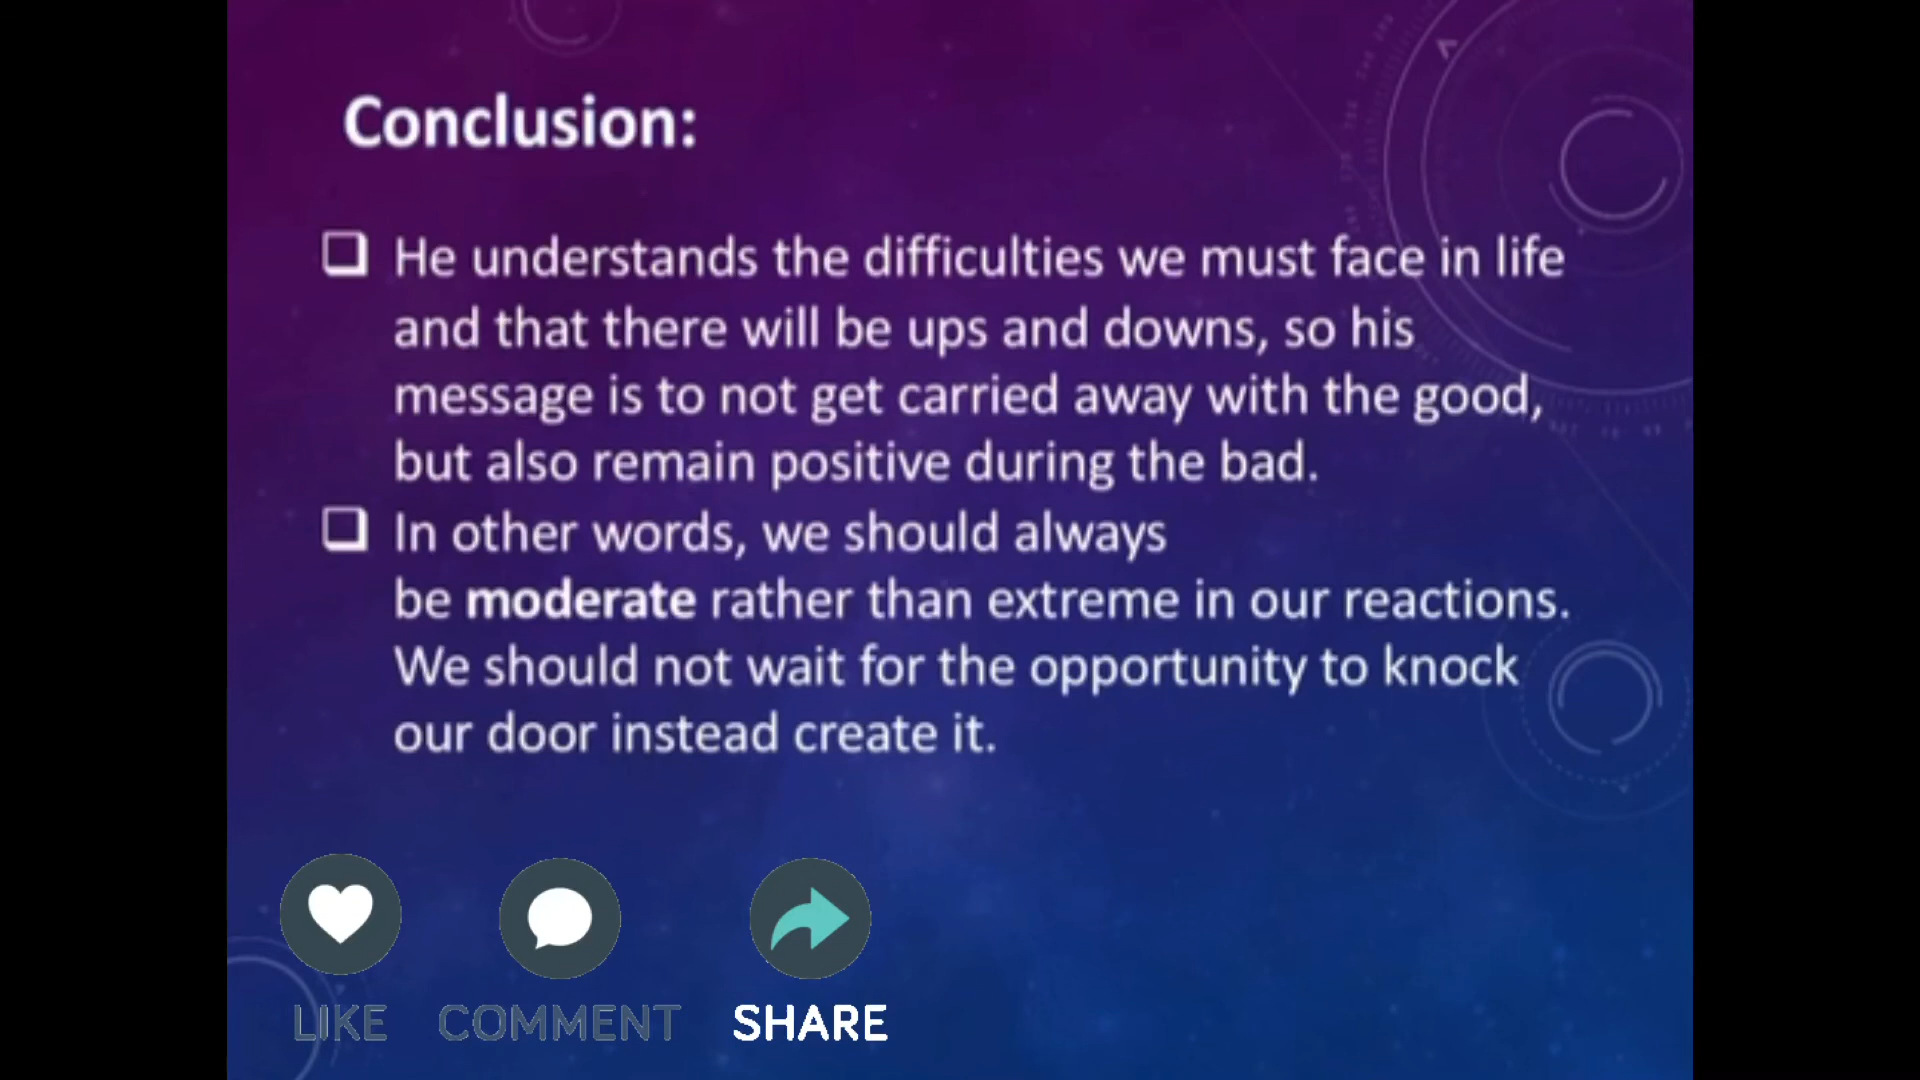 Conclusion:
He understands the difficulties we must face in life
and that there will be ups and downs, so his
message is to not get carried away with the good,
but also remain positive during the bad.
In other words, we should always
be moderate rather than extreme in our reactions.
We should not wait for the opportunity to knock
our door instead create it.
LIKE COMMENT SHARE